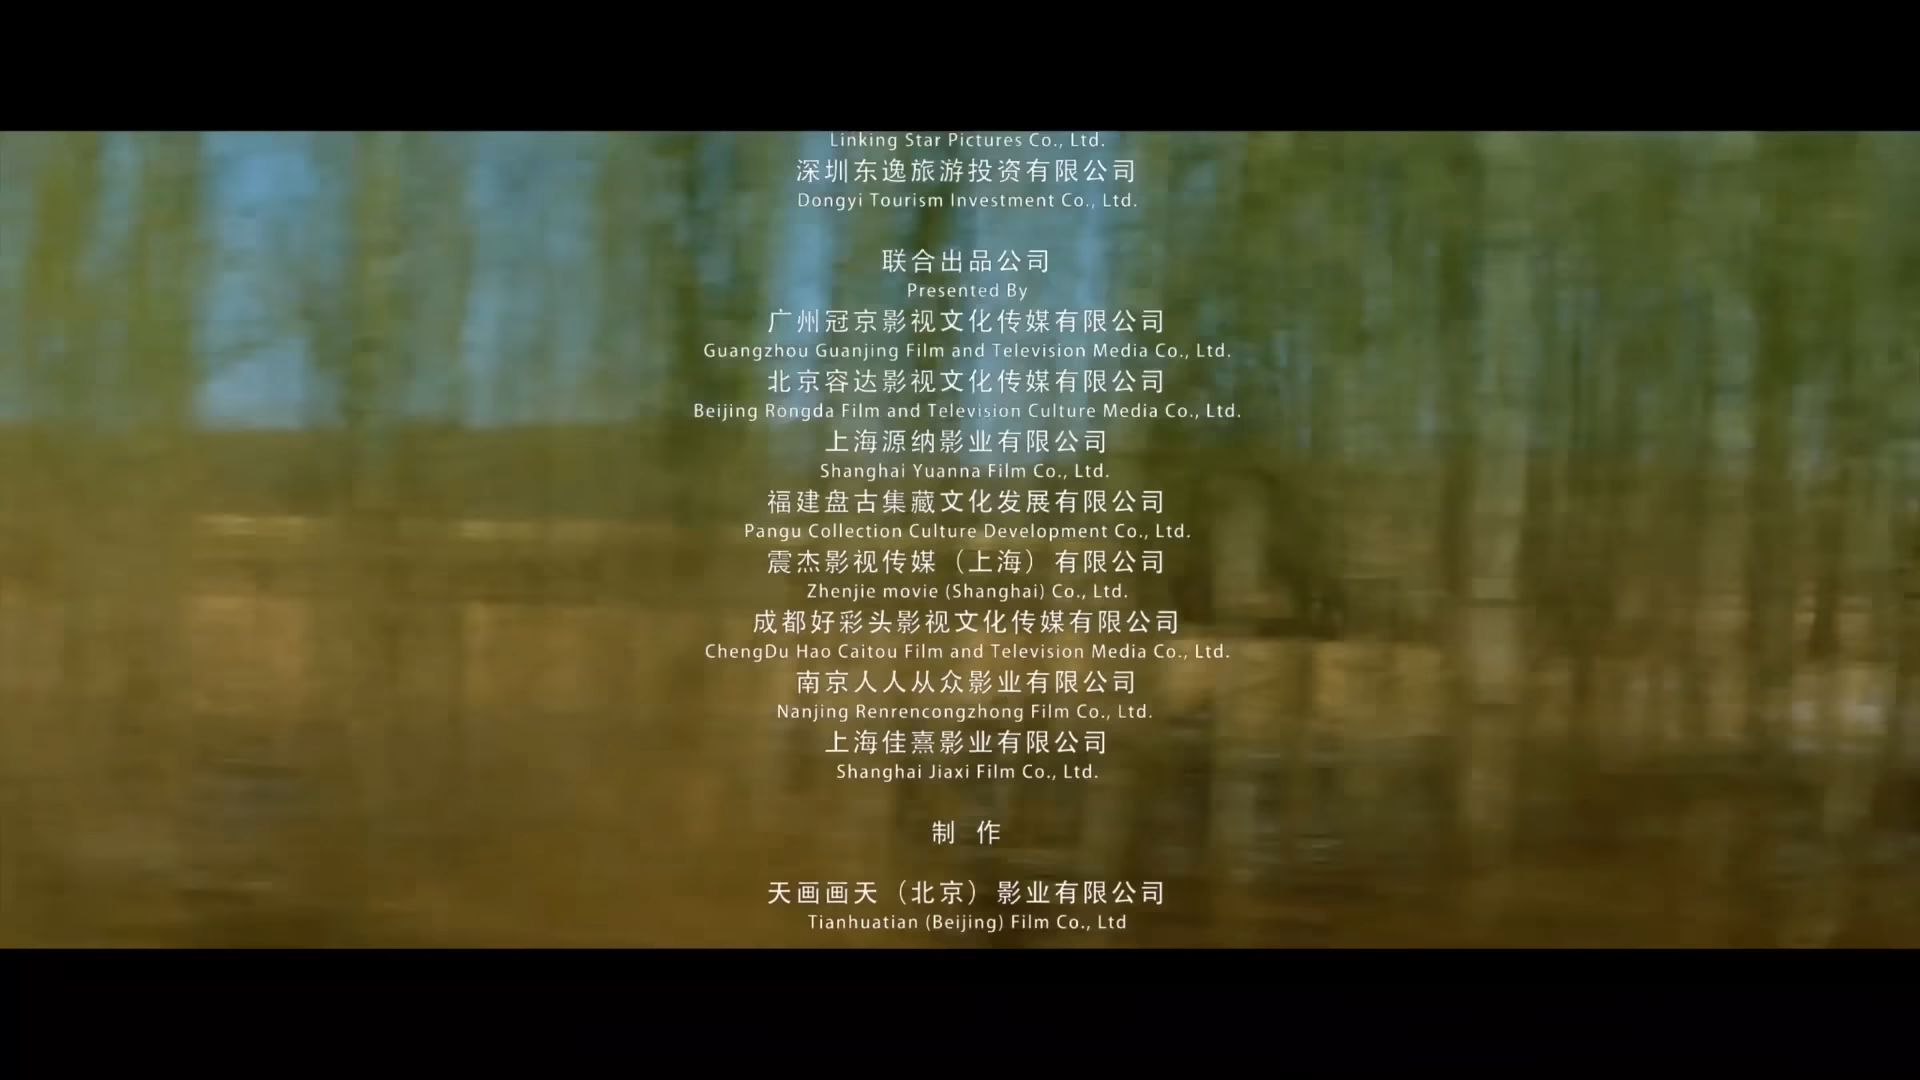 Linking Star Pictures Co., Ltd.
深圳东逸旅游投资有限公司
Dongyi Tourism Investment Co., Ltd.
联合出品公司
Presented By
广州冠京影视文化传媒有限公司
Guangzhou Guanjing Film and Television Media Co., Ltd.
北京容达影视文化传媒有限公司
Beijing Rongda Film and Television Culture Media Co., Ltd.
上海源纳影业有限公司
Shanghai Yuanna Film Co., Ltd.
福建盘古集藏文化发展有限公司
Pangu Collection Culture Development Co., Ltd.
震杰影视传媒（上海）有限公司
Zhenjie movie (Shanghai) Co., Ltd.
成都好彩头影视文化传媒有限公司
ChengDu Hao Caitou Film and Television Media Co., Ltd.
南京人人从众影业有限公司
Nanjing Renrencongzhong Film Co., Ltd.
上海佳熹影业有限公司
Shanghai Jiaxi Film Co., Ltd.
制 作
天画画天（北京）影业有限公司
Tianhuatian (Beijing) Film Co., Ltd